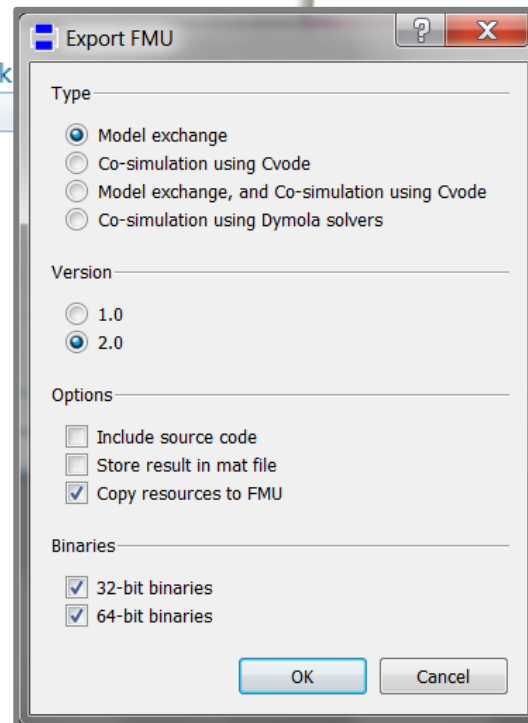 Export FMU
?
X
k
Type
Model exchange
Co-simulation using Cvode
Model exchange, and Co-simulation using Cvode
Co-simulation using Dymola solvers
Version
1.0
2.0
Options
Include source code
Store result in mat file
Copy resources to FMU
Binaries
32-bit binaries
64-bit binaries
OK
Cancel